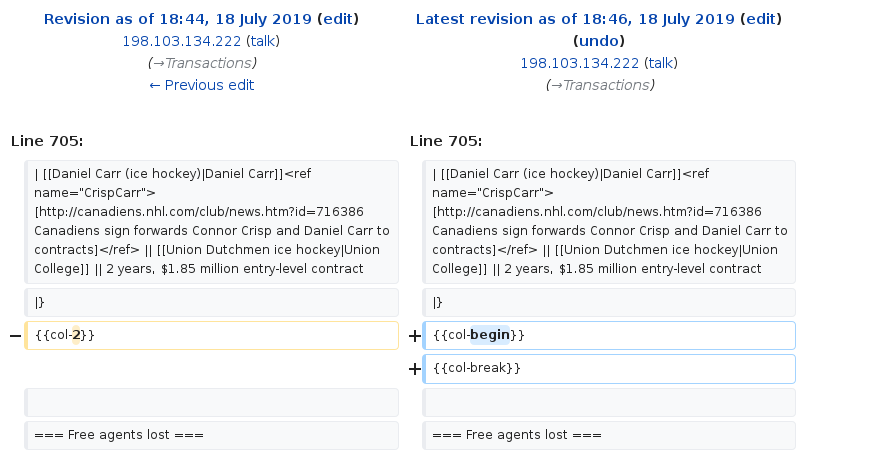 Revision as of 18:44, 18 July 2019 (edit)
198.103.134.222 (talk)
(→Transactions)
← Previous edit
Latest revision as of 18:46, 18 July 2019 (edit)
(undo)
198.103.134.222 (talk)
(→Transactions)
Line 705:
Line 705:
| [[Daniel Carr (ice hockey)|Daniel Carr]]<ref
name="CrispCarr">
[http://canadiens.nhl.com/club/news.htm?id=716386
Canadiens sign forwards Connor Crisp and Daniel Carr to
contracts]</ref> || [[Union Dutchmen ice hockey|Union
College]] || 2 years, $1.85 million entry-level contract
| [[Daniel Carr (ice hockey)|Daniel Carr]]<ref
name="CrispCarr">
[http://canadiens.nhl.com/club/news.htm?id=716386
Canadiens sign forwards Connor Crisp and Daniel Carr to
contracts]</ref> || [[Union Dutchmen ice hockey|Union
College]] || 2 years, $1.85 million entry-level contract
|}
|}
− {{col-2}}
+ {{col-begin}}
+ {{col-break}}
=== Free agents lost ===
=== Free agents lost ===